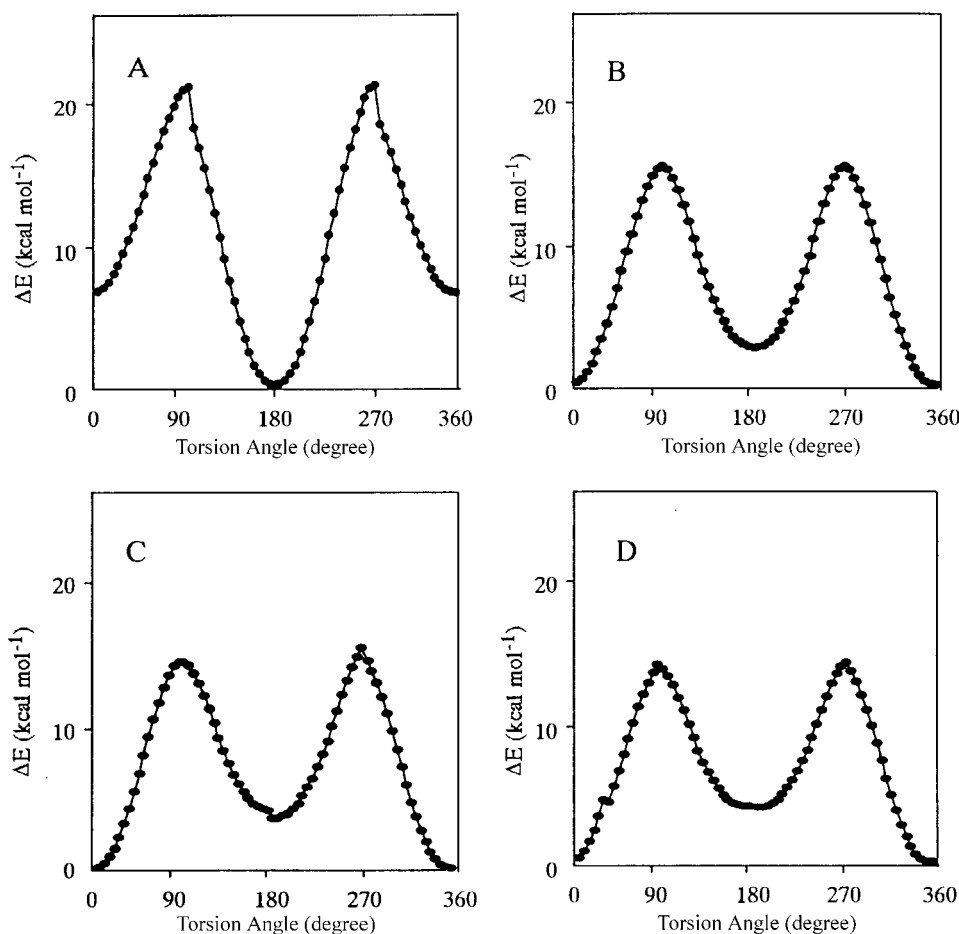 A
20
10
0
ΔE (kcal mol⁻¹)
0 90 180 270 360
Torsion Angle (degree)
B
20
10
0
ΔE (kcal mol⁻¹)
0 90 180 270 360
Torsion Angle (degree)
C
20
10
0
ΔE (kcal mol⁻¹)
0 90 180 270 360
Torsion Angle (degree)
D
20
10
0
ΔE (kcal mol⁻¹)
0 90 180 270 360
Torsion Angle (degree)